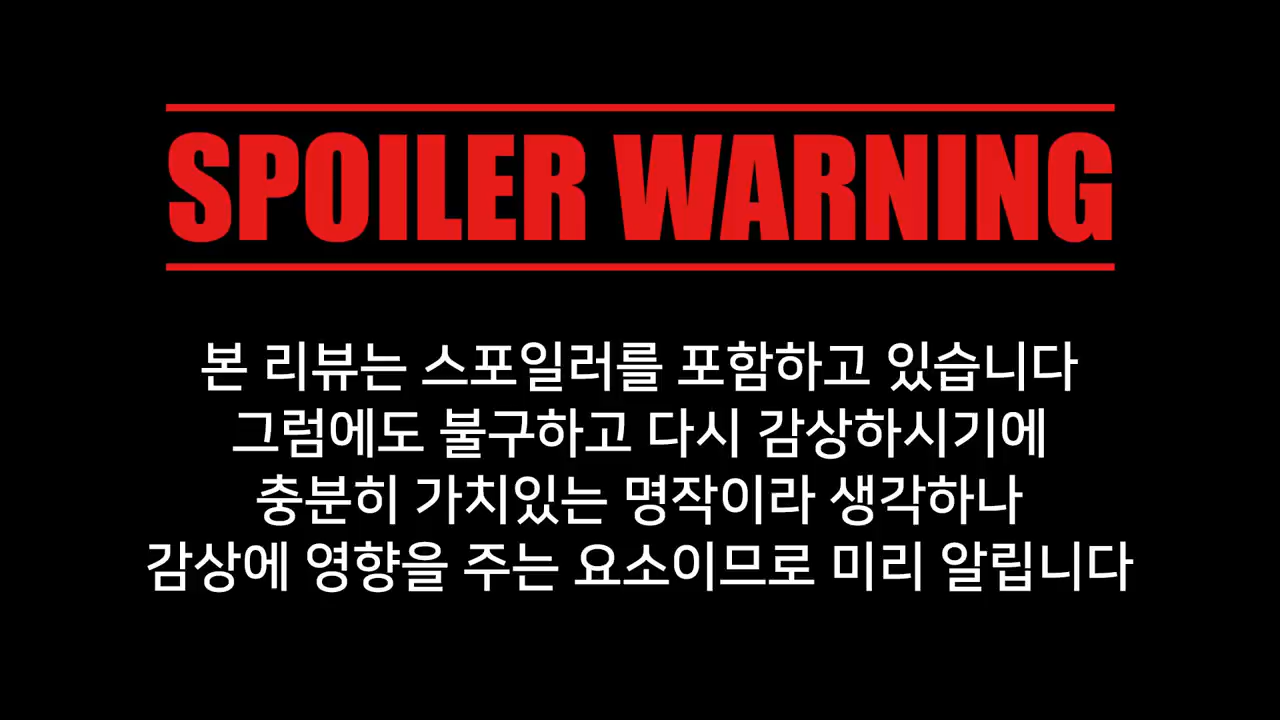 SPOILER WARNING
본 리뷰는 스포일러를 포함하고 있습니다
그럼에도 불구하고 다시 감상하시기에
충분히 가치있는 명작이라 생각하나
감상에 영향을 주는 요소이므로 미리 알립니다